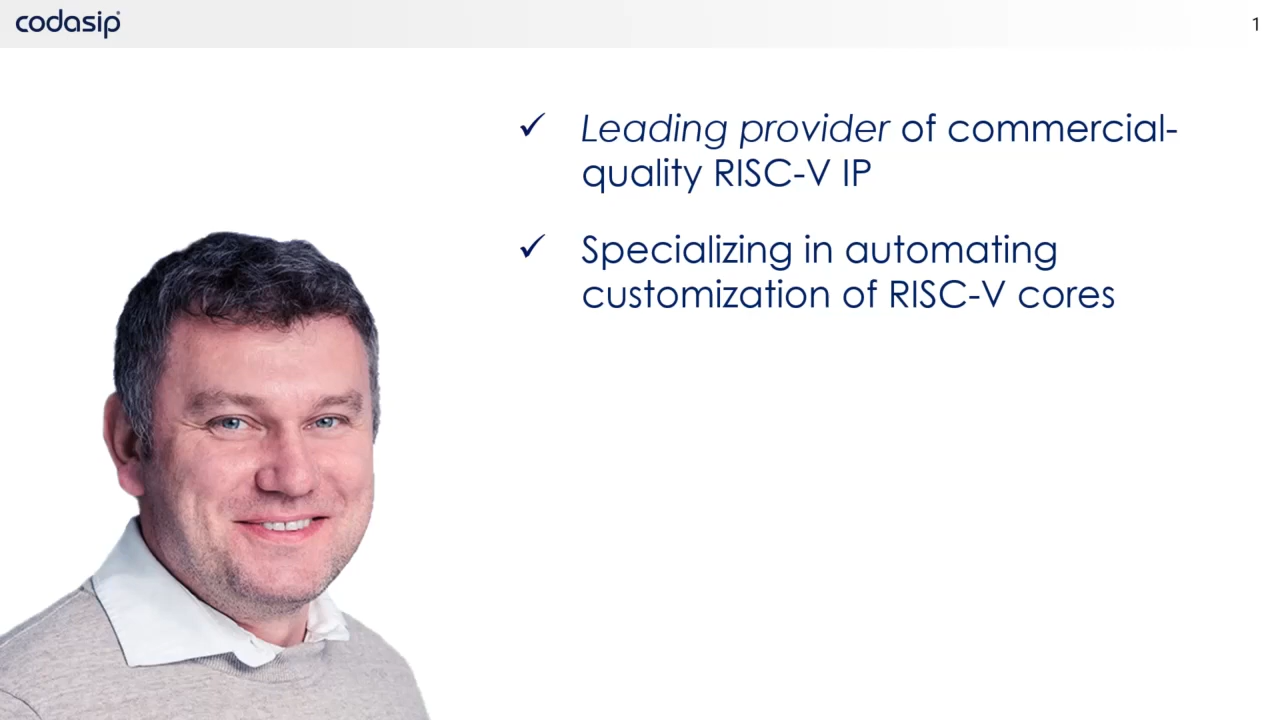 codasip
1
✓ Leading provider of commercial-
quality RISC-V IP
✓ Specializing in automating
customization of RISC-V cores